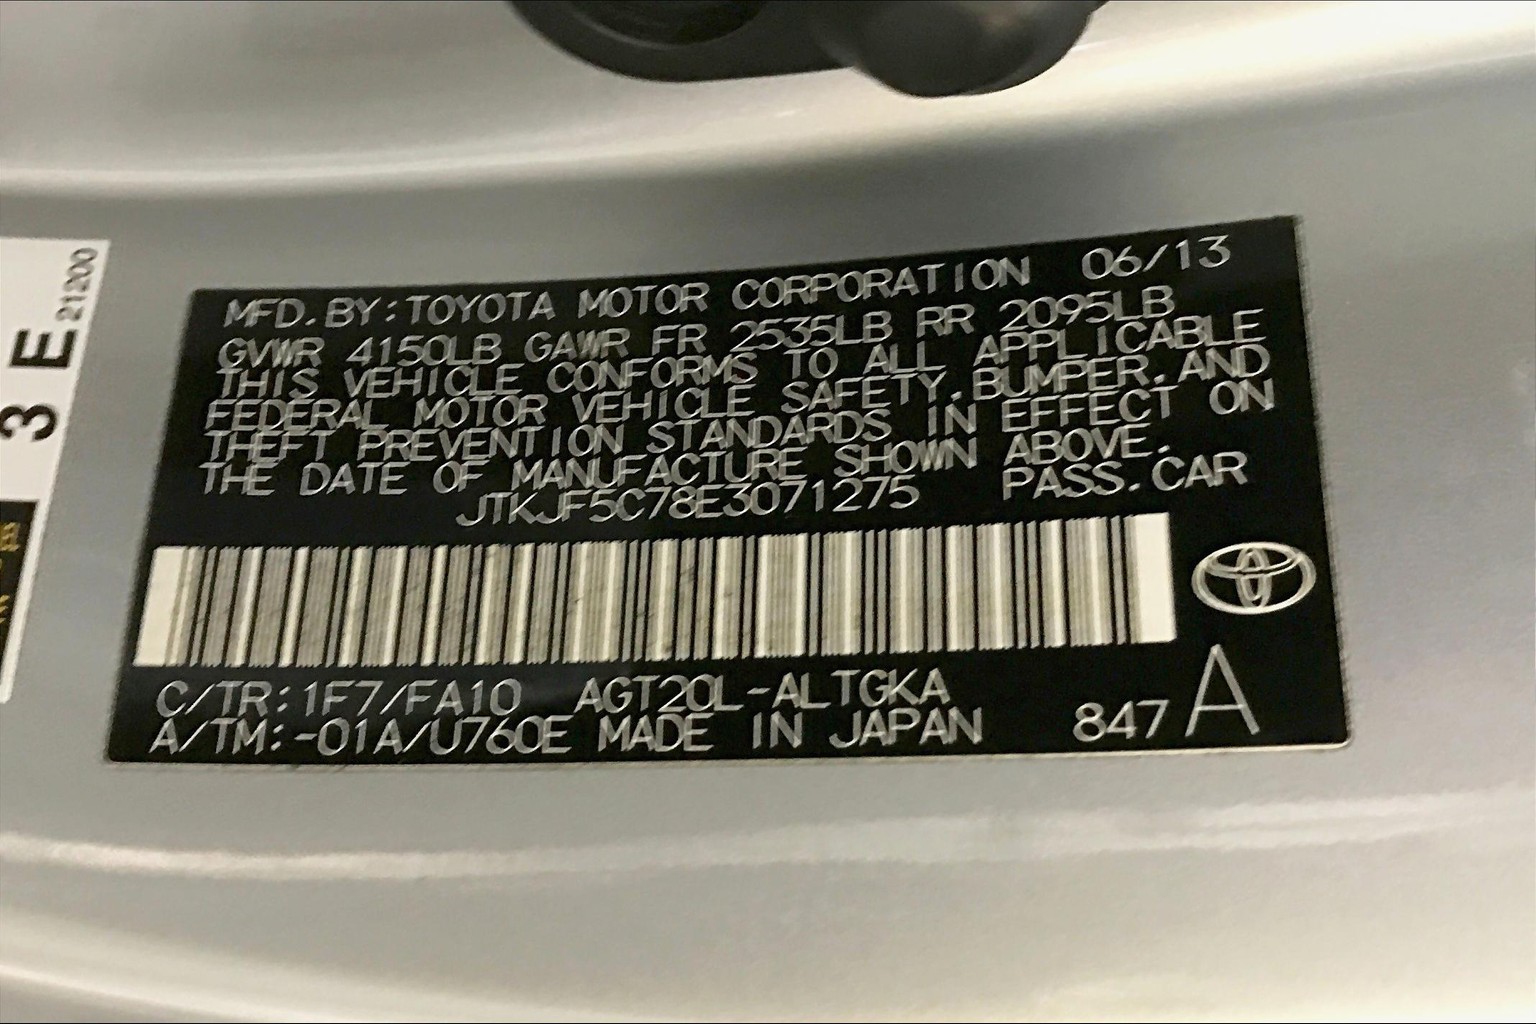 3 E 21200
MFD. BY: TOYOTA MOTOR CORPORATION 06/13
GVWR 4150LB GAWR FR 2535LB RR 2095LB
THIS VEHICLE CONFORMS TO ALL APPLICABLE
FEDERAL MOTOR VEHICLE SAFETY, BUMPER, AND
THEFT PREVENTION STANDARDS IN EFFECT ON
THE DATE OF MANUFACTURE SHOWN ABOVE.
JTKJF5C78E3071275 PASS. CAR
C/TR: 1F7/FA10 AGT20L-ALTGKA
A/TM: -01A/U760E MADE IN JAPAN 847 A